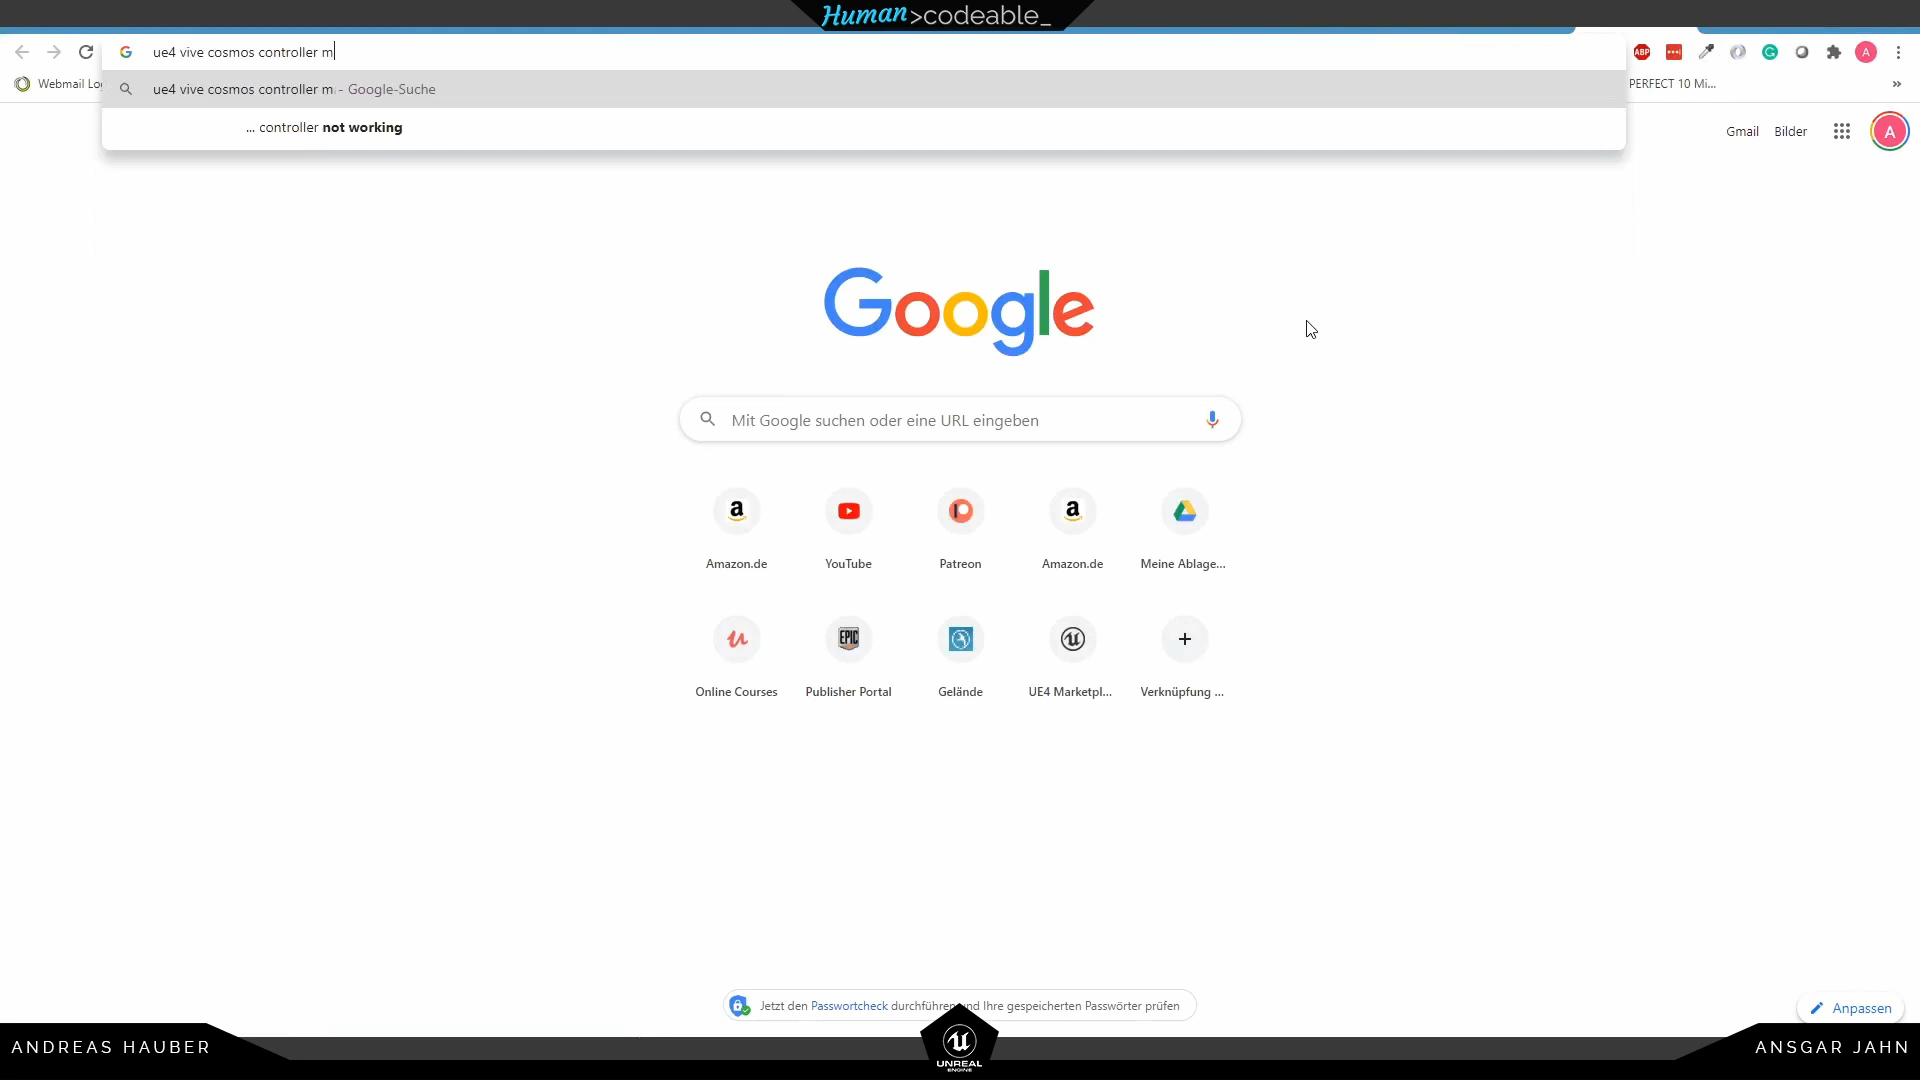 Human>codeable_
ue4 vive cosmos controller m
Webmail Log
PERFECT 10 Mi...
»
ue4 vive cosmos controller m - Google-Suche
... controller not working
ABP
A
Gmail
Bilder
A
Google
Mit Google suchen oder eine URL eingeben
Amazon.de
YouTube
Patreon
Amazon.de
Meine Ablage...
EPIC
Online Courses
Publisher Portal
Gelände
UE4 Marketpl...
Verknüpfung ...
Jetzt den Passwortcheck durchführen und Ihre gespeicherten Passwörter prüfen
Anpassen
ANDREAS HAUBER
UNREAL
ENGINE
ANSGAR JAHN